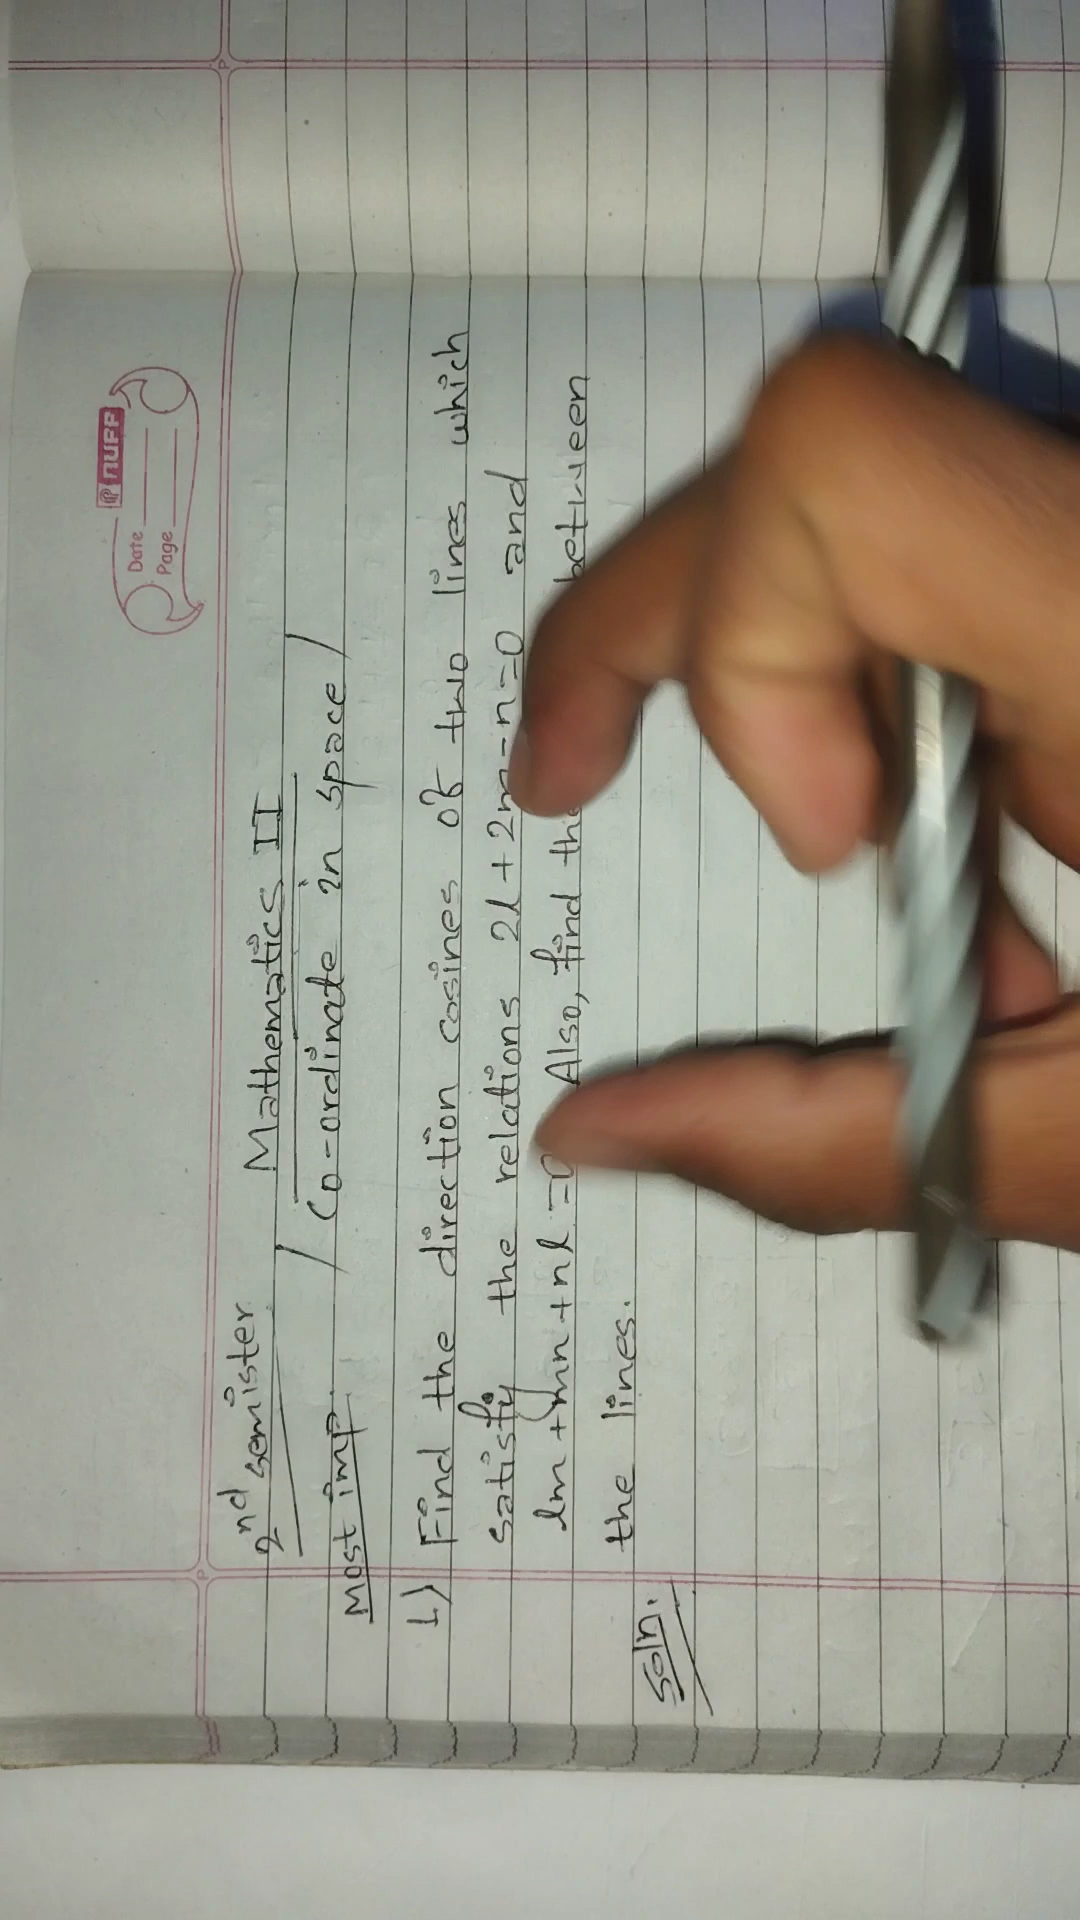 nuff
Date
Page
2nd semister
Mathematics II
/ Co-ordinate in space /
Most imp.
1) Find the direction cosines of two lines which
satisfy the relations 2l + 2m - n = 0 and
lm + mn + nl = 0 Also, find the between
the lines.
Soln.